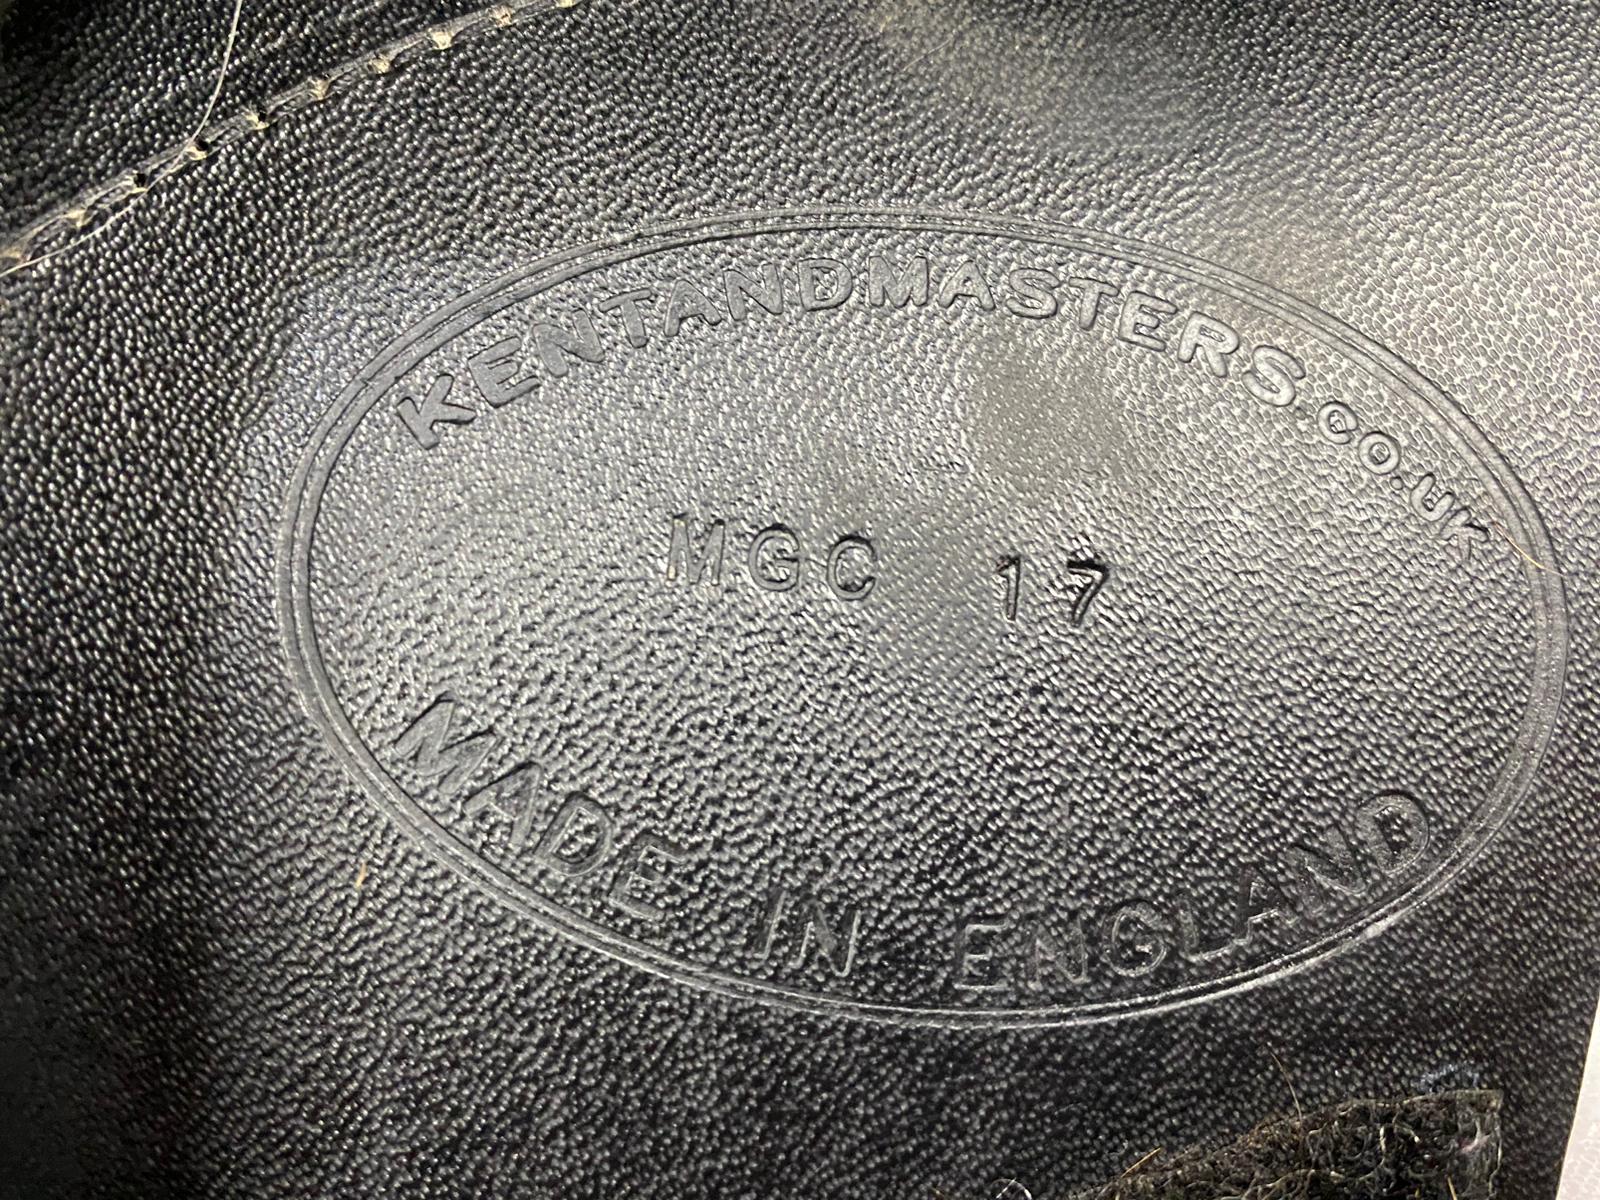 KENTANDMASTERS.CO.UK
MGC 17
MADE IN ENGLAND